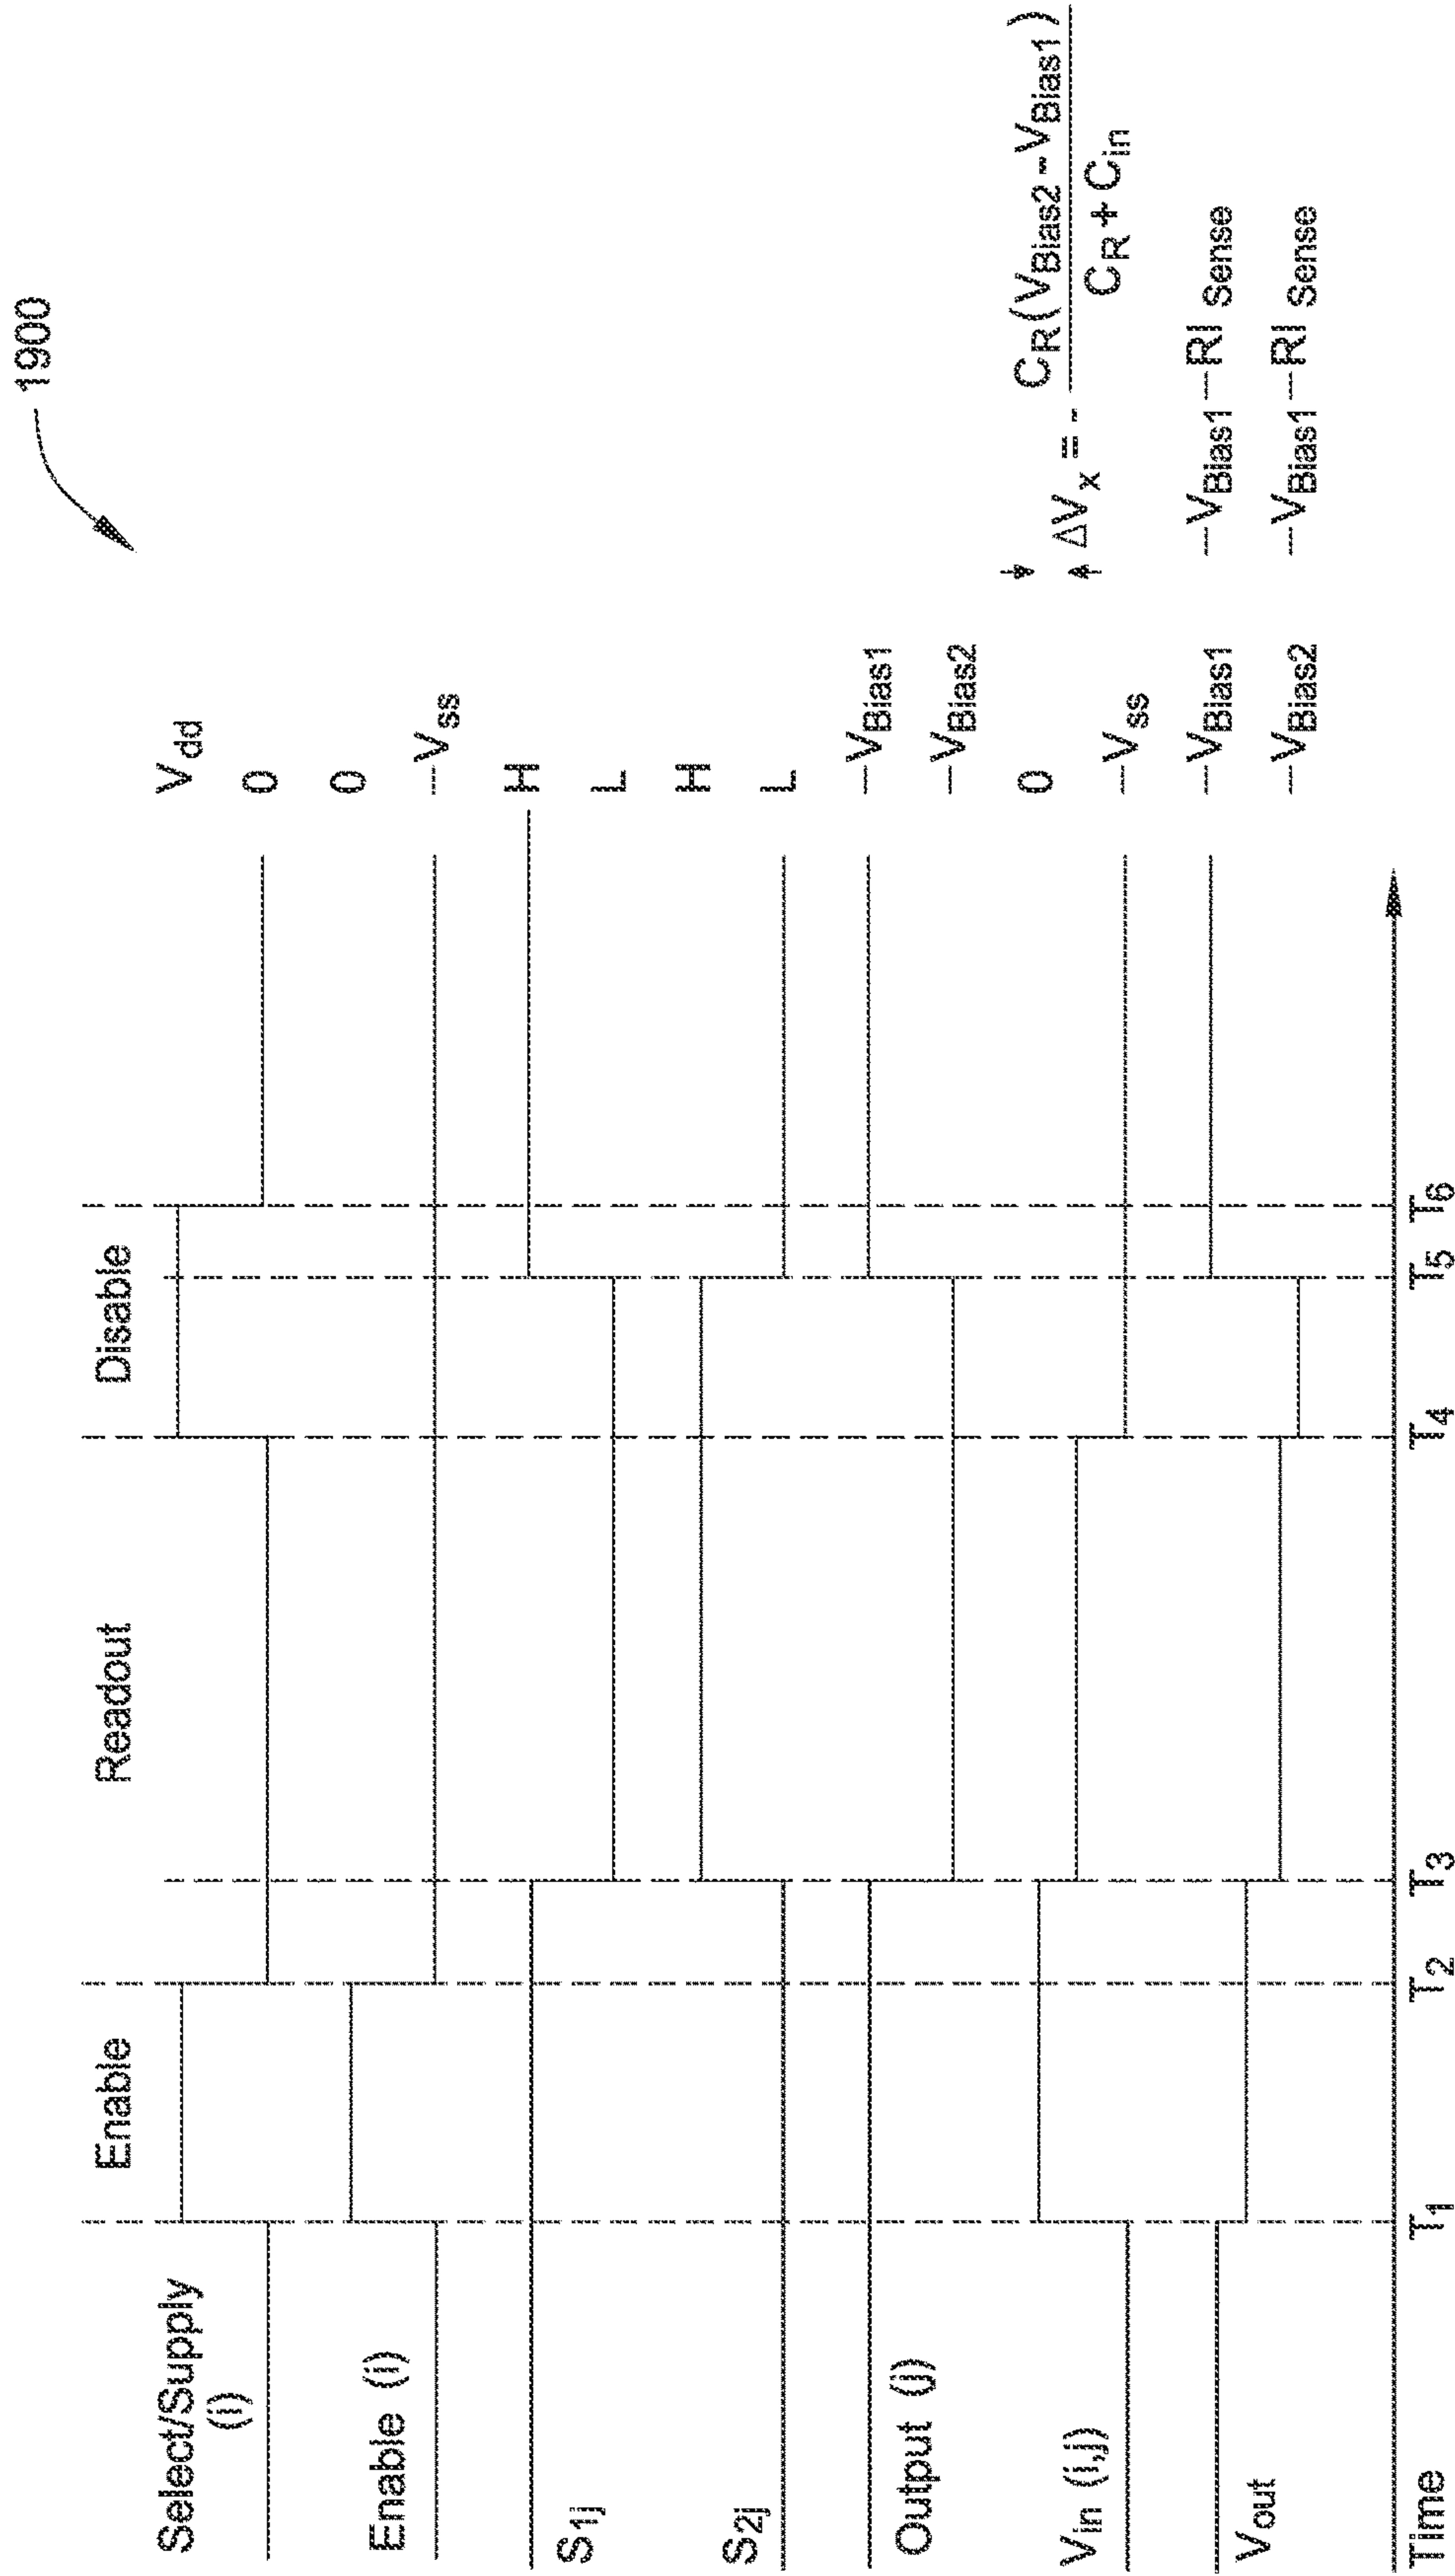 1900
Enable
Readout
Disable
Select/Supply
(i)
Vdd
0
Enable (i)
0
-Vss
S1j
H
L
S2j
H
L
Output (j)
-VBias1
-VBias2
Vin (i,j)
0
-Vss
ΔVx = - CR(VBias2 - VBias1)
CR + Cin
Vout
-VBias1
-VBias1-RI Sense
-VBias2
-VBias1-RI Sense
Time
T1
T2
T3
T4
T5
T6